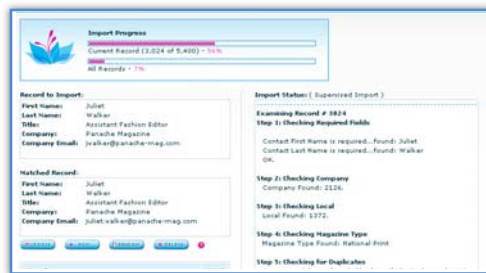 Import Progress
Current Record (3,024 of 5,400) - 56%
All Records - 7%
Record to Import:
First Name: Juliet
Last Name: Walker
Title: Assistant Fashion Editor
Company: Panache Magazine
Company Email: jwalker@panache-mag.com
Matched Record:
First Name: Juliet
Last Name: Walker
Title: Assistant Fashion Editor
Company: Panache Magazine
Company Email: juliet.walker@panache-mag.com
Import Status: ( Supervised Import )
Examining Record # 3024
Step 1: Checking Required Fields
Contact First Name is required...found: Juliet
Contact Last Name is required...found: Walker
OK.
Step 2: Checking Company
Company Found: 2124.
Step 3: Checking Local
Local Found: 1372.
Step 4: Checking Magazine Type
Magazine Type Found: National Print
Step 5: Checking for Duplicates